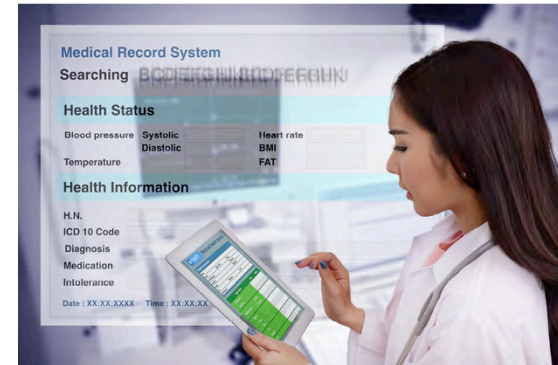 Medical Record System
Searching
Health Status
Blood pressure Systolic Heart rate
Diastolic BMI
Temperature FAT
Health Information
H.N.
ICD 10 Code
Diagnosis
Medication
Intolerance
Date : XX:XX:XXXX Time : XX:XX:XX